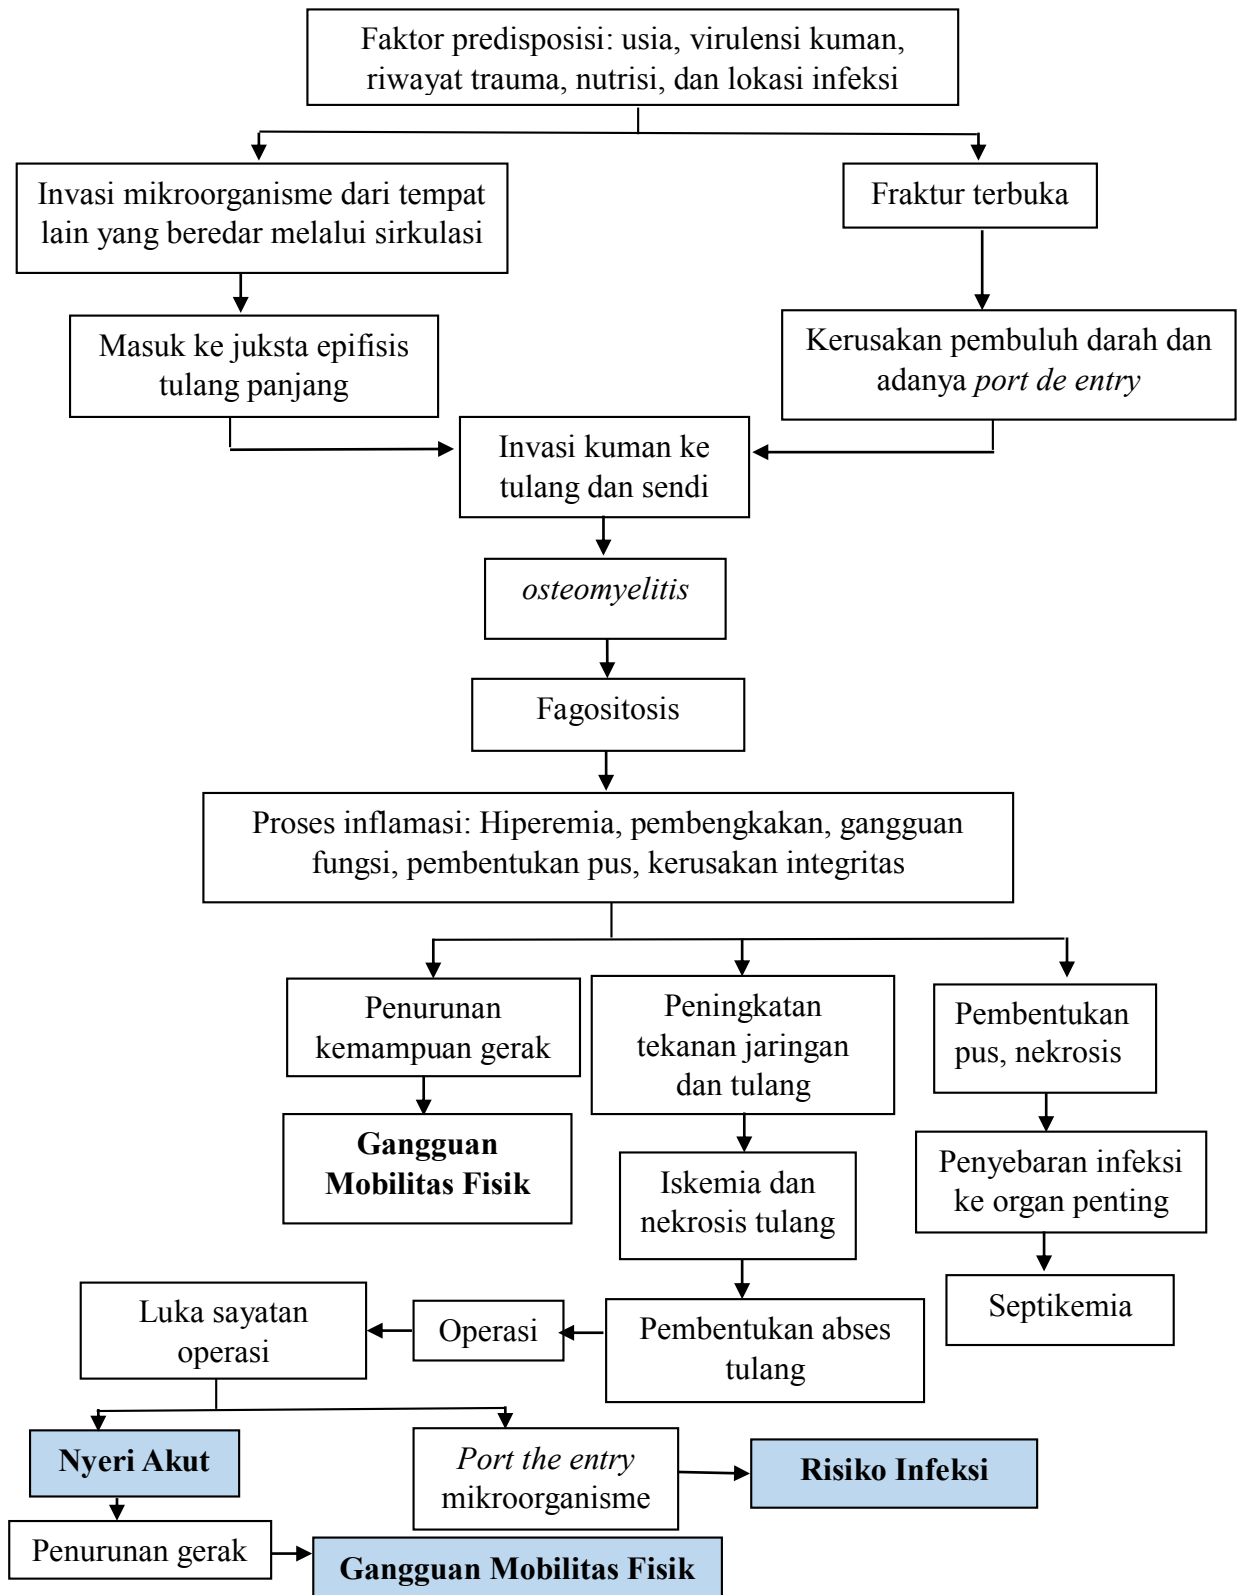 Faktor predisposisi: usia, virulensi kuman,
riwayat trauma, nutrisi, dan lokasi infeksi
Invasi mikroorganisme dari tempat
lain yang beredar melalui sirkulasi
Fraktur terbuka
Masuk ke juksta epifisis
tulang panjang
Kerusakan pembuluh darah dan
adanya port de entry
Invasi kuman ke
tulang dan sendi
osteomyelitis
Fagositosis
Proses inflamasi: Hiperemia, pembengkakan, gangguan
fungsi, pembentukan pus, kerusakan integritas
Penurunan
kemampuan gerak
Peningkatan
tekanan jaringan
dan tulang
Pembentukan
pus, nekrosis
Gangguan
Mobilitas Fisik
Iskemia dan
nekrosis tulang
Penyebaran infeksi
ke organ penting
Septikemia
Luka sayatan
operasi
Operasi
Pembentukan abses
tulang
Nyeri Akut
Port the entry
mikroorganisme
Risiko Infeksi
Penurunan gerak
Gangguan Mobilitas Fisik